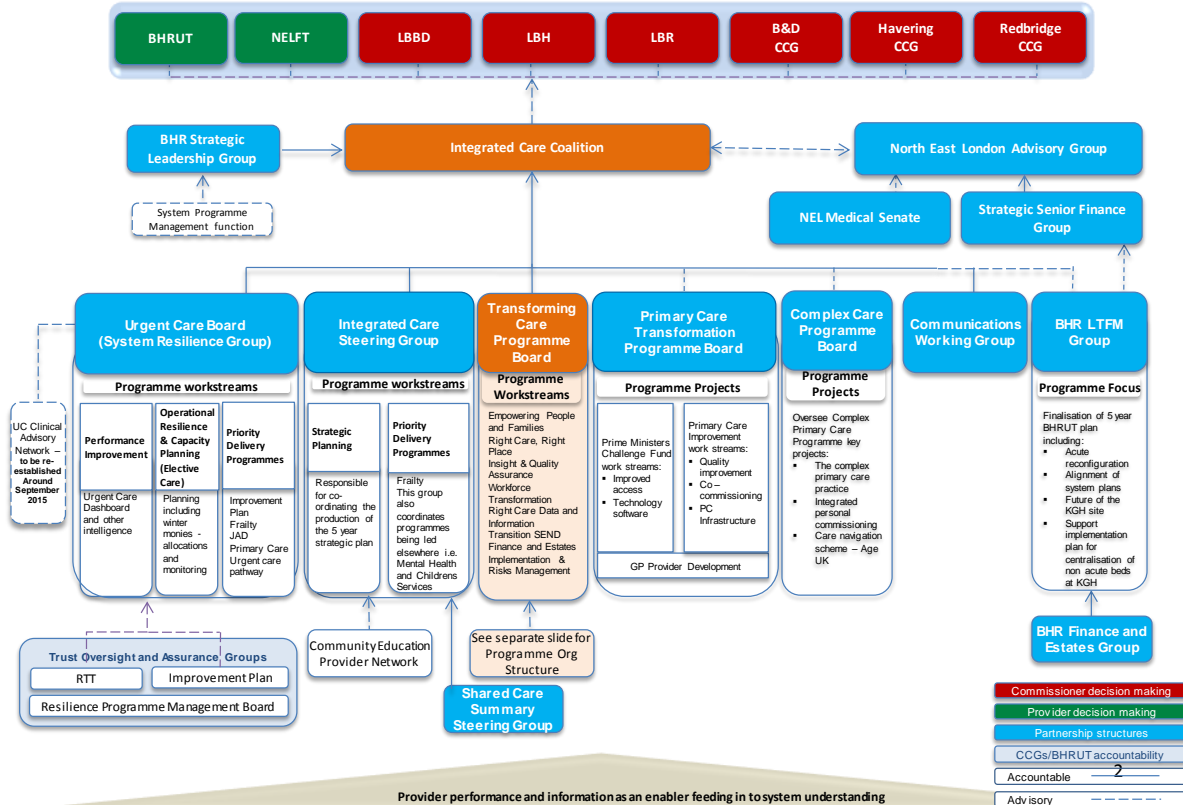 BHRUT
NELFT
LBBD
LBH
LBR
B&D
CCG
Havering
CCG
Redbridge
CCG
BHR Strategic
Leadership Group
Integrated Care Coalition
North East London Advisory Group
System Programme
Management function
NEL Medical Senate
Strategic Senior Finance
Group
Urgent Care Board
(System Resilience Group)
Integrated Care
Steering Group
Transforming
Care
Programme
Board
Primary Care
Transformation
Programme Board
Complex Care
Programme
Board
Communications
Working Group
BHR LTFM
Group
UC Clinical
Advisory
Network –
to be re-
established
Around
September
2015
Programme workstreams
Performance
Improvement
Urgent Care
Dashboard
and other
intelligence
Operational
Resilience
& Capacity
Planning
(Elective
Care)
Planning
including
winter
monies -
allocations
and
monitoring
Priority
Delivery
Programmes
Improvement
Plan
Frailty
JAD
Primary Care
Urgent care
pathway
Programme workstreams
Strategic
Planning
Responsible
for co-
ordinating the
production of
the 5 year
strategic plan
Priority
Delivery
Programmes
Frailty
This group
also
coordinates
programmes
being led
elsewhere i.e.
Mental Health
and Childrens
Services
Programme
Workstreams
Empowering People
and Families
Right Care, Right
Place
Insight & Quality
Assurance
Workforce
Transformation
Right Care Data and
Information
Transition SEND
Finance and Estates
Implementation &
Risks Management
Programme Projects
Prime Ministers
Challenge Fund
work streams:
▪ Improved
access
▪ Technology
software
Primary Care
Improvement
work streams:
▪ Quality
improvement
▪ Co –
commissioning
▪ PC
Infrastructure
GP Provider Development
Programme
Projects
Oversee Complex
Primary Care
Programme key
projects:
• The complex
primary care
practice
• Integrated
personal
commissioning
• Care navigation
scheme – Age
UK
Programme Focus
Finalisation of 5 year
BHRUT plan
including:
• Acute
reconfiguration
• Alignment of
system plans
• Future of the
KGH site
• Support
implementation
plan for
centralisation of
non acute beds
at KGH
Trust Oversight and Assurance Groups
RTT
Improvement Plan
Resilience Programme Management Board
Community Education
Provider Network
See separate slide for
Programme Org
Structure
Shared Care
Summary
Steering Group
BHR Finance and
Estates Group
Commissioner decision making
Provider decision making
Partnership structures
CCGs/BHRUT accountability
Accountable
2
Advisory
Provider performance and information as an enabler feeding in to system understanding